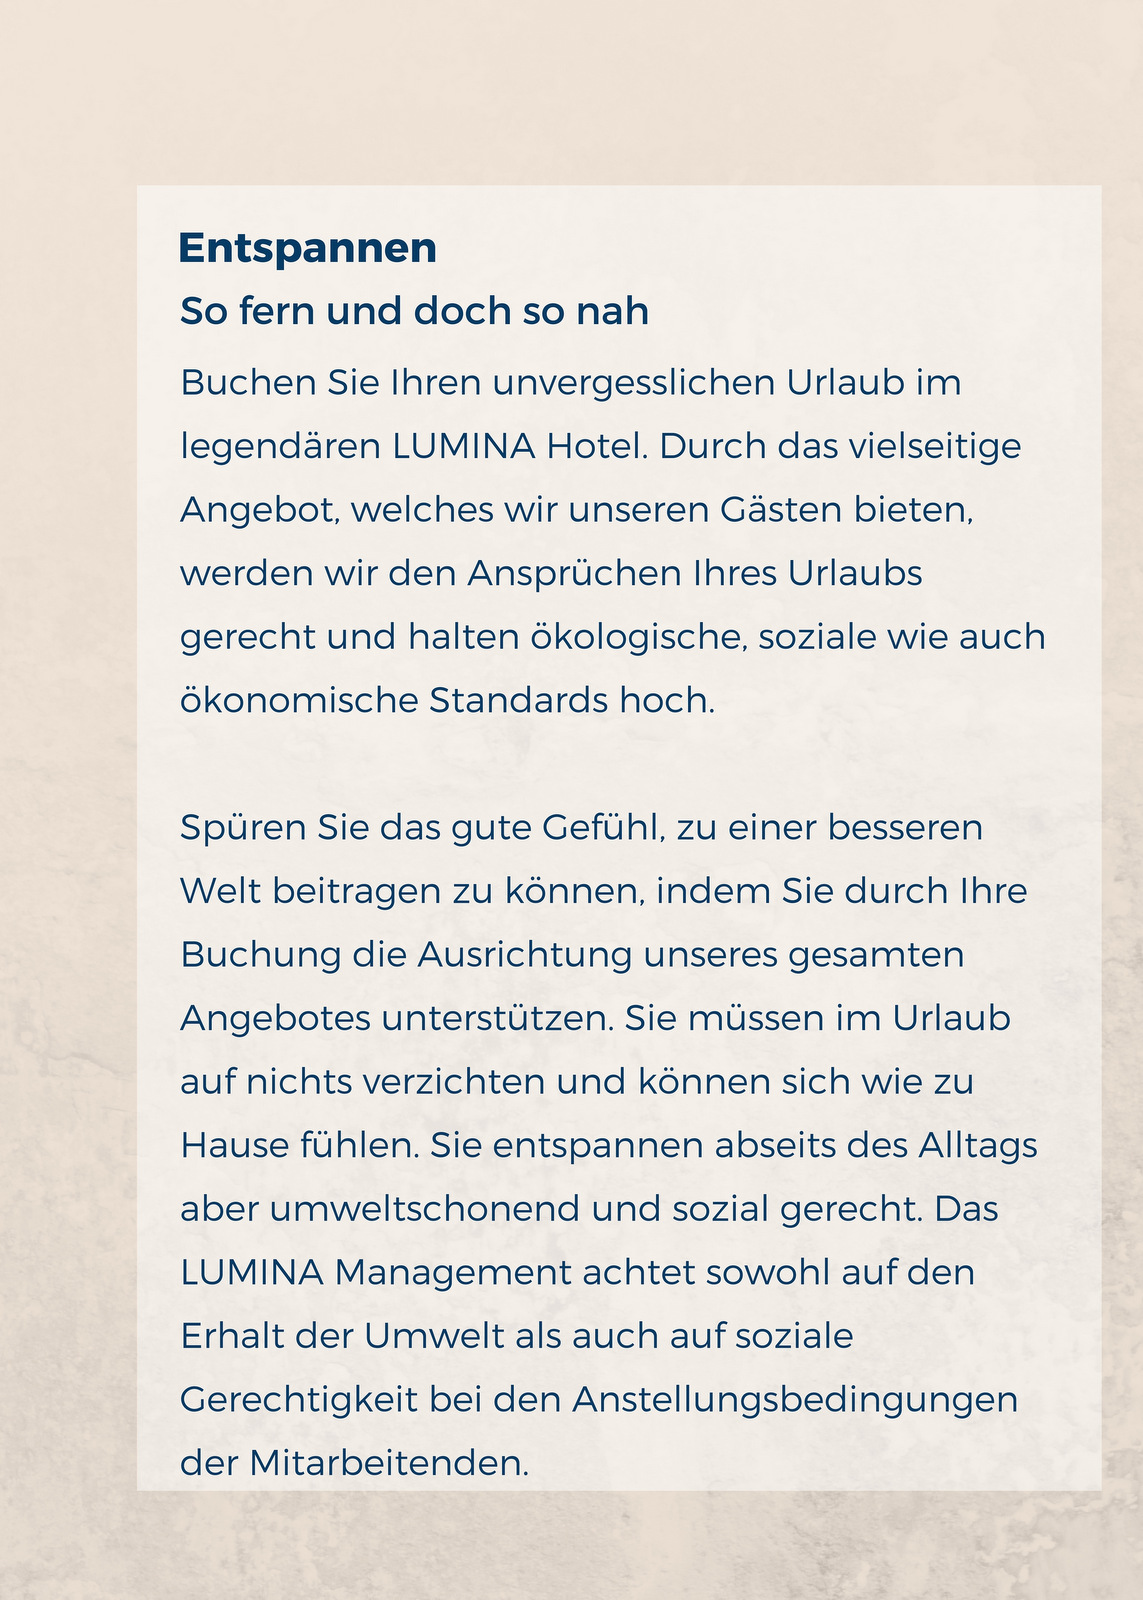 Entspannen
So fern und doch so nah
Buchen Sie Ihren unvergesslichen Urlaub im
legendären LUMINA Hotel. Durch das vielseitige
Angebot, welches wir unseren Gästen bieten,
werden wir den Ansprüchen Ihres Urlaubs
gerecht und halten ökologische, soziale wie auch
ökonomische Standards hoch.
Spüren Sie das gute Gefühl, zu einer besseren
Welt beitragen zu können, indem Sie durch Ihre
Buchung die Ausrichtung unseres gesamten
Angebotes unterstützen. Sie müssen im Urlaub
auf nichts verzichten und können sich wie zu
Hause fühlen. Sie entspannen abseits des Alltags
aber umweltschonend und sozial gerecht. Das
LUMINA Management achtet sowohl auf den
Erhalt der Umwelt als auch auf soziale
Gerechtigkeit bei den Anstellungsbedingungen
der Mitarbeitenden.